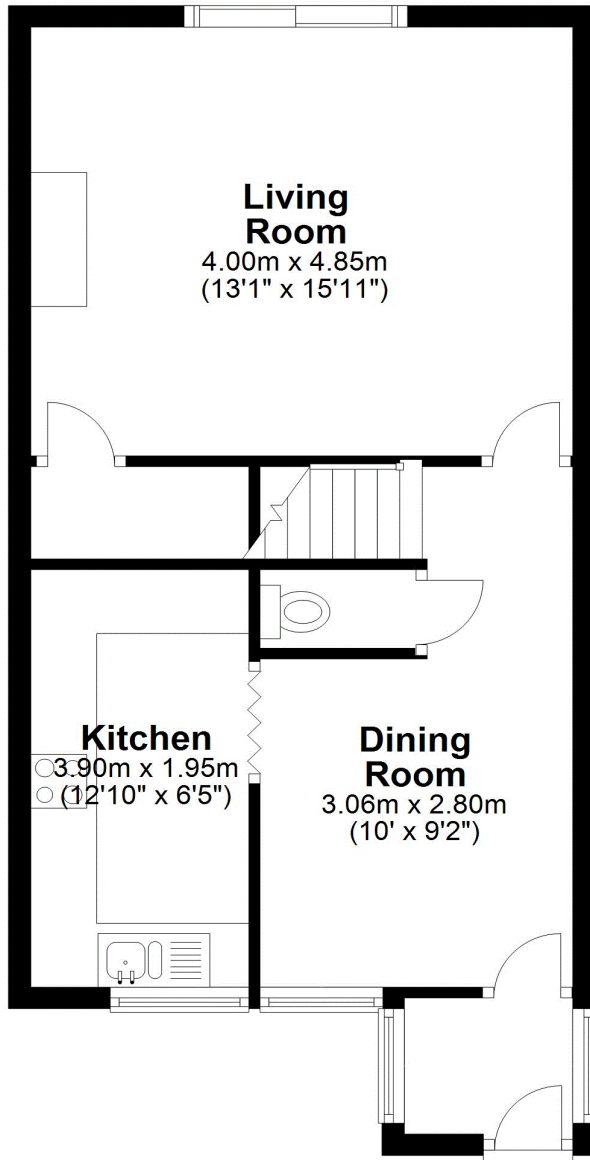 Living
Room
4.00m x 4.85m
(13'1" x 15'11")
Kitchen
3.90m x 1.95m
(12'10" x 6'5")
Dining
Room
3.06m x 2.80m
(10' x 9'2")